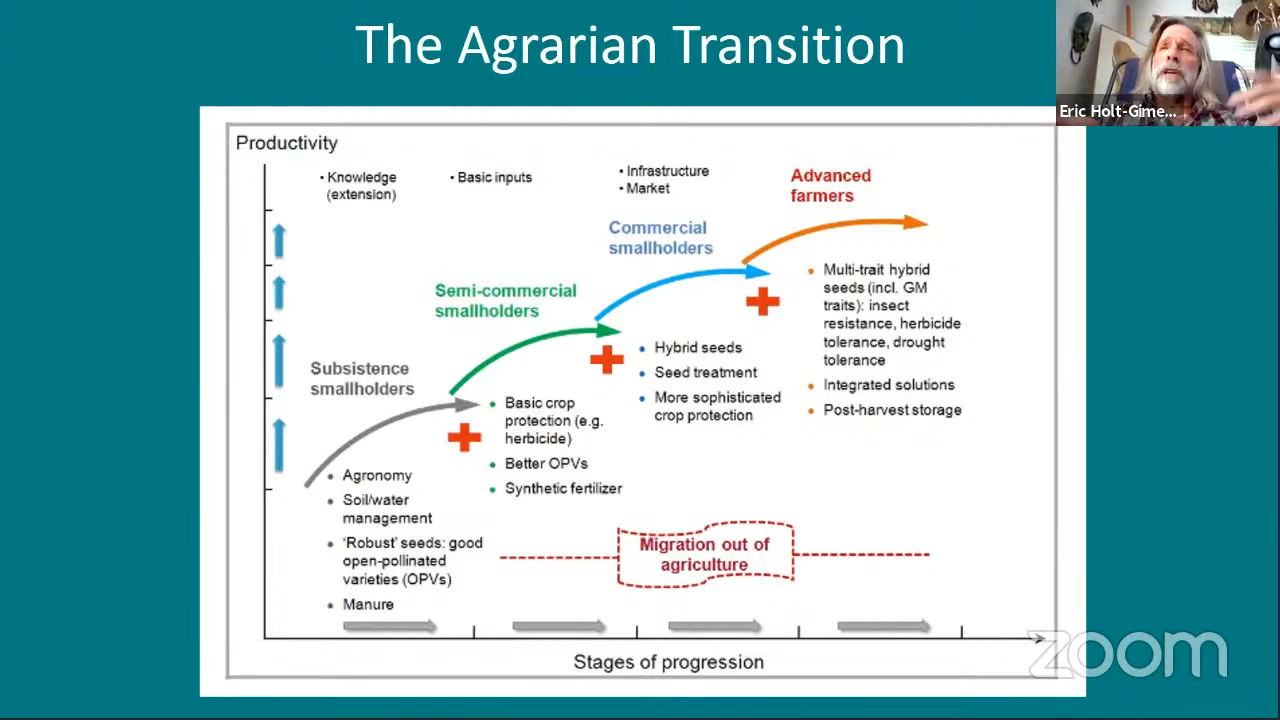 The Agrarian Transition
Eric Holt-Gime...
Productivity
• Knowledge
(extension)
• Basic inputs
• Infrastructure
• Market
Advanced
farmers
Commercial
smallholders
Semi-commercial
smallholders
Subsistence
smallholders
• Multi-trait hybrid
seeds (incl. GM
traits): insect
resistance, herbicide
tolerance, drought
tolerance
• Integrated solutions
• Post-harvest storage
• Hybrid seeds
• Seed treatment
• More sophisticated
crop protection
• Basic crop
protection (e.g.
herbicide)
• Better OPVs
• Synthetic fertilizer
• Agronomy
• Soil/water
management
• ‘Robust’ seeds: good
open-pollinated
varieties (OPVs)
• Manure
Migration out of
agriculture
Stages of progression
zoom